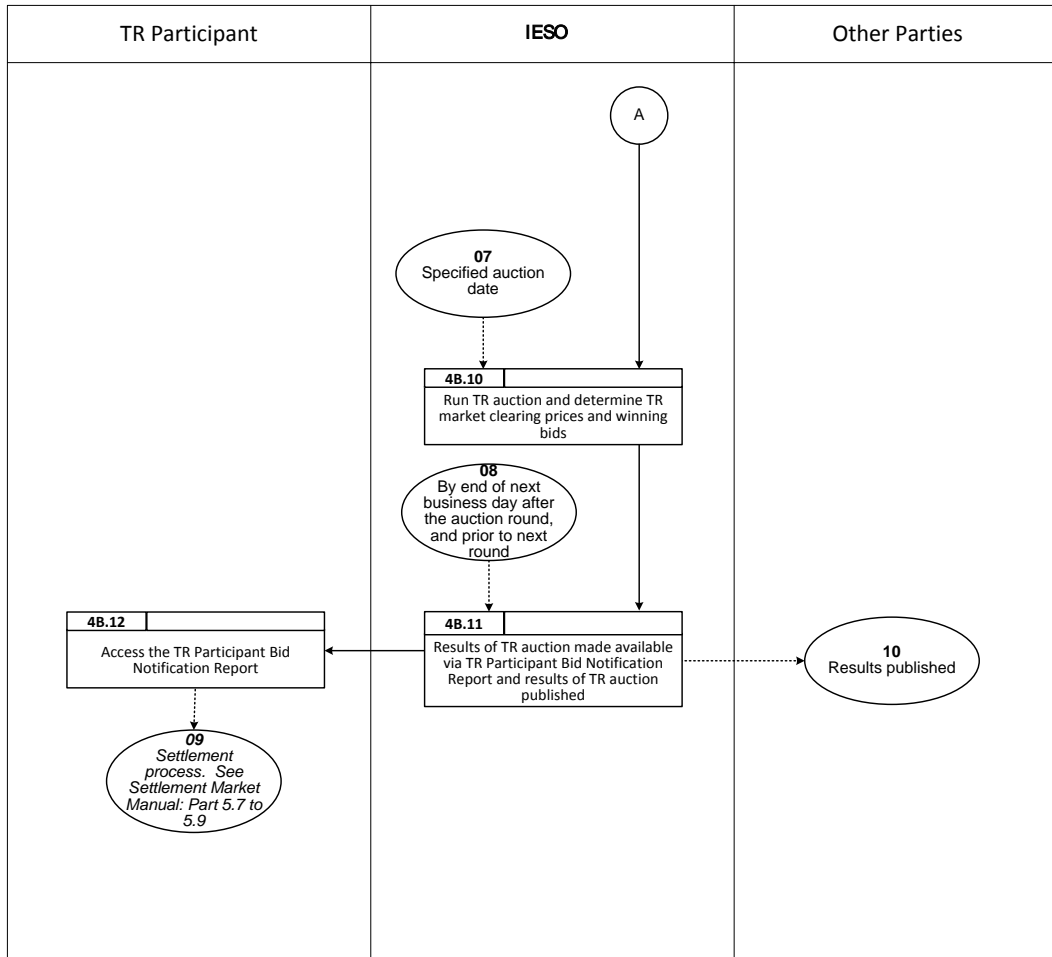 TR Participant
IESO
Other Parties
A
07
Specified auction
date
4B.10
Run TR auction and determine TR
market clearing prices and winning
bids
08
By end of next
business day after
the auction round,
and prior to next
round
4B.12
Access the TR Participant Bid
Notification Report
4B.11
Results of TR auction made available
via TR Participant Bid Notification
Report and results of TR auction
published
10
Results published
09
Settlement
process.  See
Settlement Market
Manual: Part 5.7 to
5.9